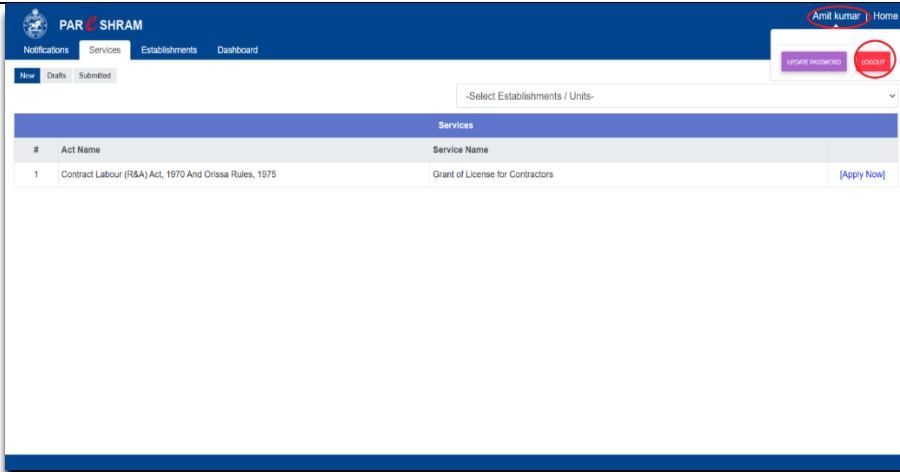 PAR e SHRAM
Amit kumar | Home
Notifications Services Establishments Dashboard
UPDATE PASSWORD LOGOUT
New Drafts Submitted
-Select Establishments / Units-
Services
# Act Name Service Name
1 Contract Labour (R&A) Act, 1970 And Orissa Rules, 1975 Grant of License for Contractors [Apply Now]